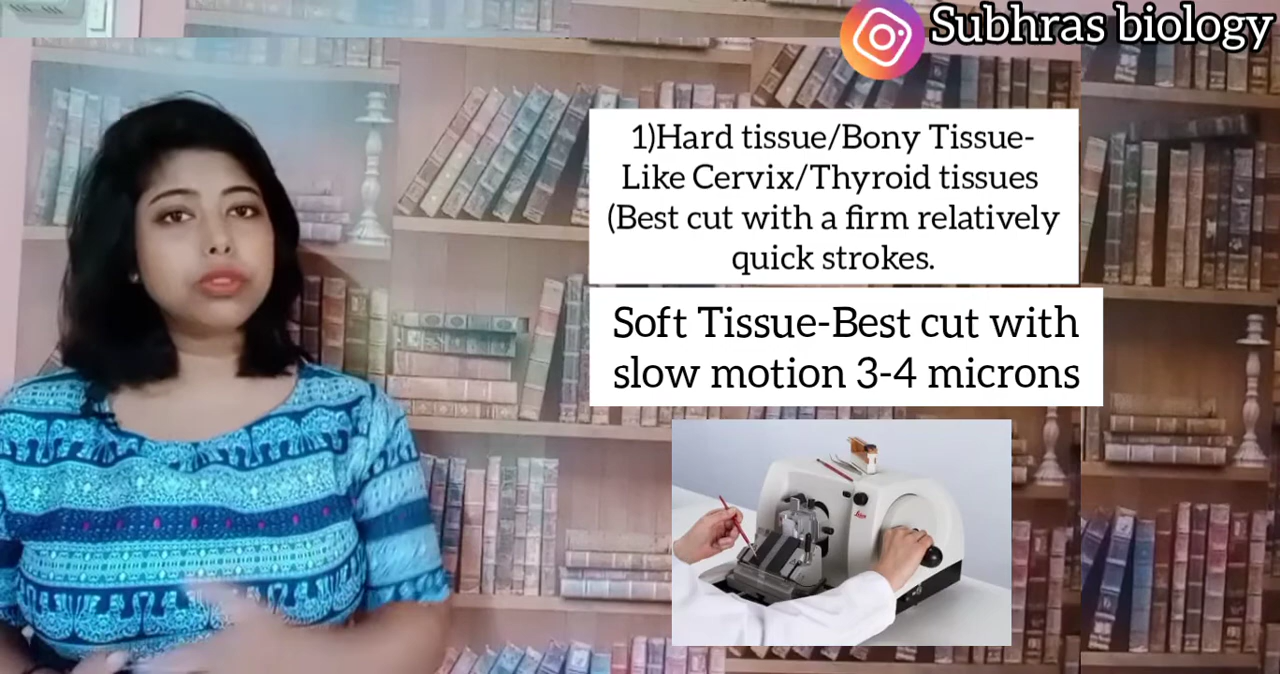 Subhras biology
1)Hard tissue/Bony Tissue-
Like Cervix/Thyroid tissues
(Best cut with a firm relatively
quick strokes.
Soft Tissue-Best cut with
slow motion 3-4 microns
Leica